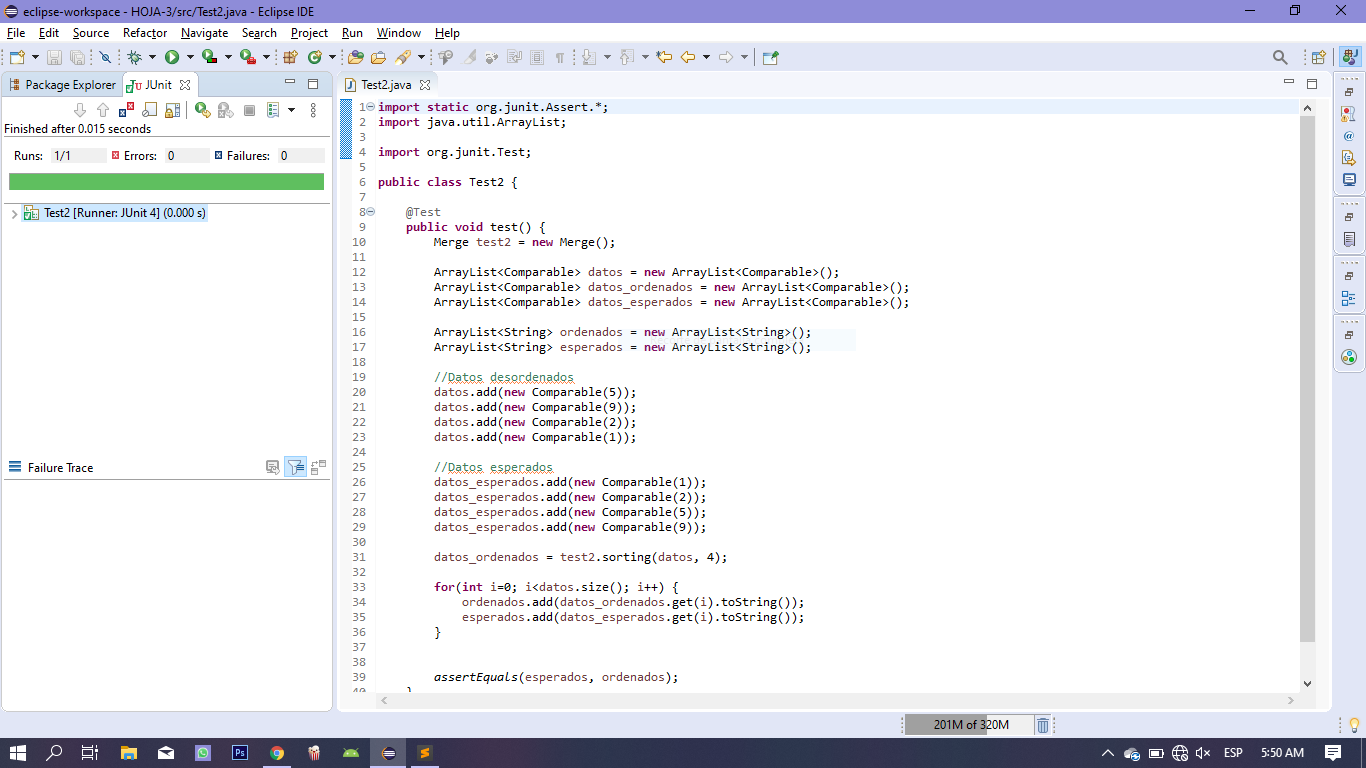 eclipse-workspace - HOJA-3/src/Test2.java - Eclipse IDE
File Edit Source Refactor Navigate Search Project Run Window Help
Package Explorer JUnit
Finished after 0.015 seconds
Runs: 1/1 Errors: 0 Failures: 0
Test2 [Runner: JUnit 4] (0.000 s)
Failure Trace
Test2.java
1 import static org.junit.Assert.*;
2 import java.util.ArrayList;
3
4 import org.junit.Test;
5
6 public class Test2 {
7
8 @Test
9 public void test() {
10 Merge test2 = new Merge();
11
12 ArrayList<Comparable> datos = new ArrayList<Comparable>();
13 ArrayList<Comparable> datos_ordenados = new ArrayList<Comparable>();
14 ArrayList<Comparable> datos_esperados = new ArrayList<Comparable>();
15
16 ArrayList<String> ordenados = new ArrayList<String>();
17 ArrayList<String> esperados = new ArrayList<String>();
18
19 //Datos desordenados
20 datos.add(new Comparable(5));
21 datos.add(new Comparable(9));
22 datos.add(new Comparable(2));
23 datos.add(new Comparable(1));
24
25 //Datos esperados
26 datos_esperados.add(new Comparable(1));
27 datos_esperados.add(new Comparable(2));
28 datos_esperados.add(new Comparable(5));
29 datos_esperados.add(new Comparable(9));
30
31 datos_ordenados = test2.sorting(datos, 4);
32
33 for(int i=0; i<datos.size(); i++) {
34 ordenados.add(datos_ordenados.get(i).toString());
35 esperados.add(datos_esperados.get(i).toString());
36 }
37
38
39 assertEquals(esperados, ordenados);
40 }
201M of 320M
ESP 5:50 AM